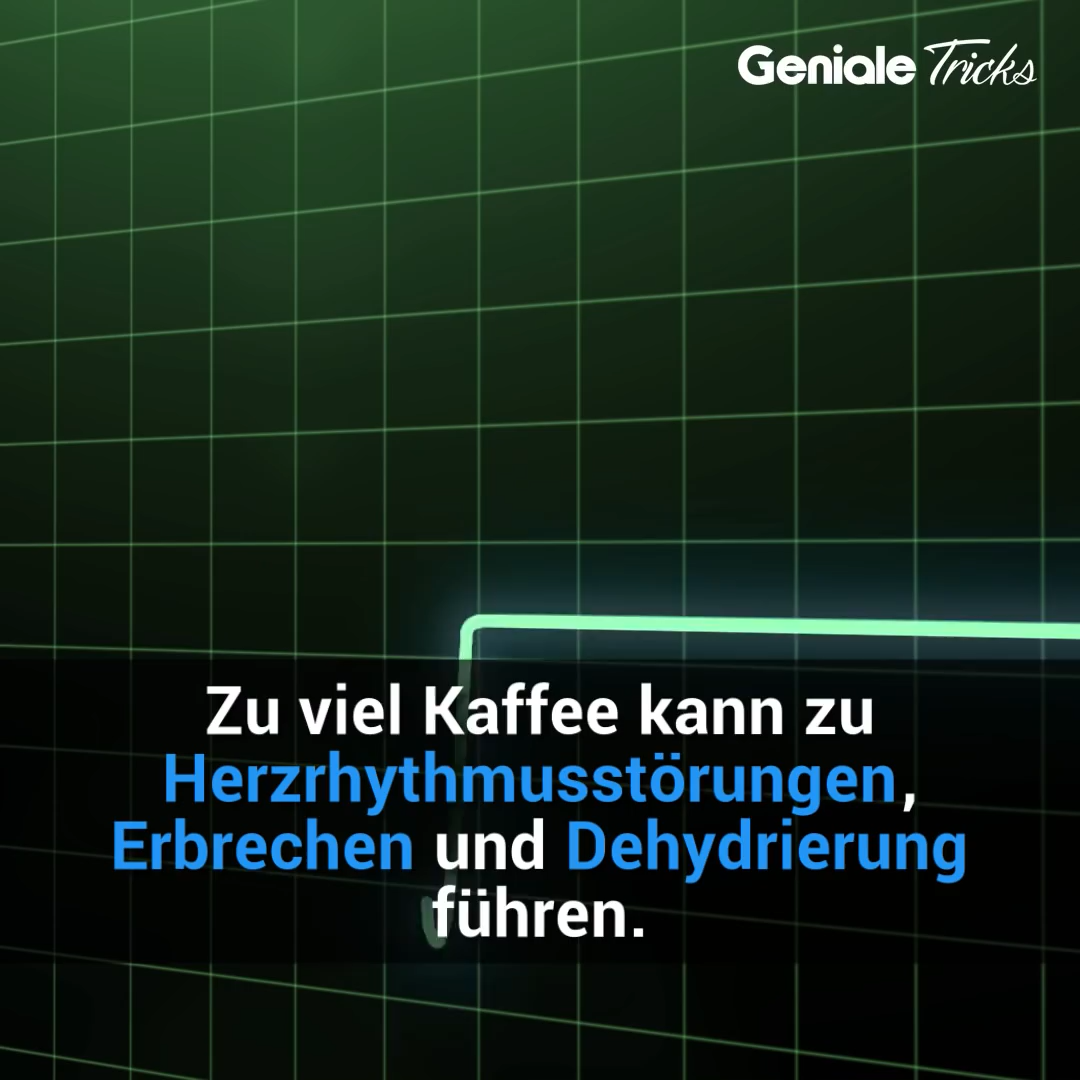 Geniale Tricks
Zu viel Kaffee kann zu
Herzrhythmusstörungen,
Erbrechen und Dehydrierung
führen.